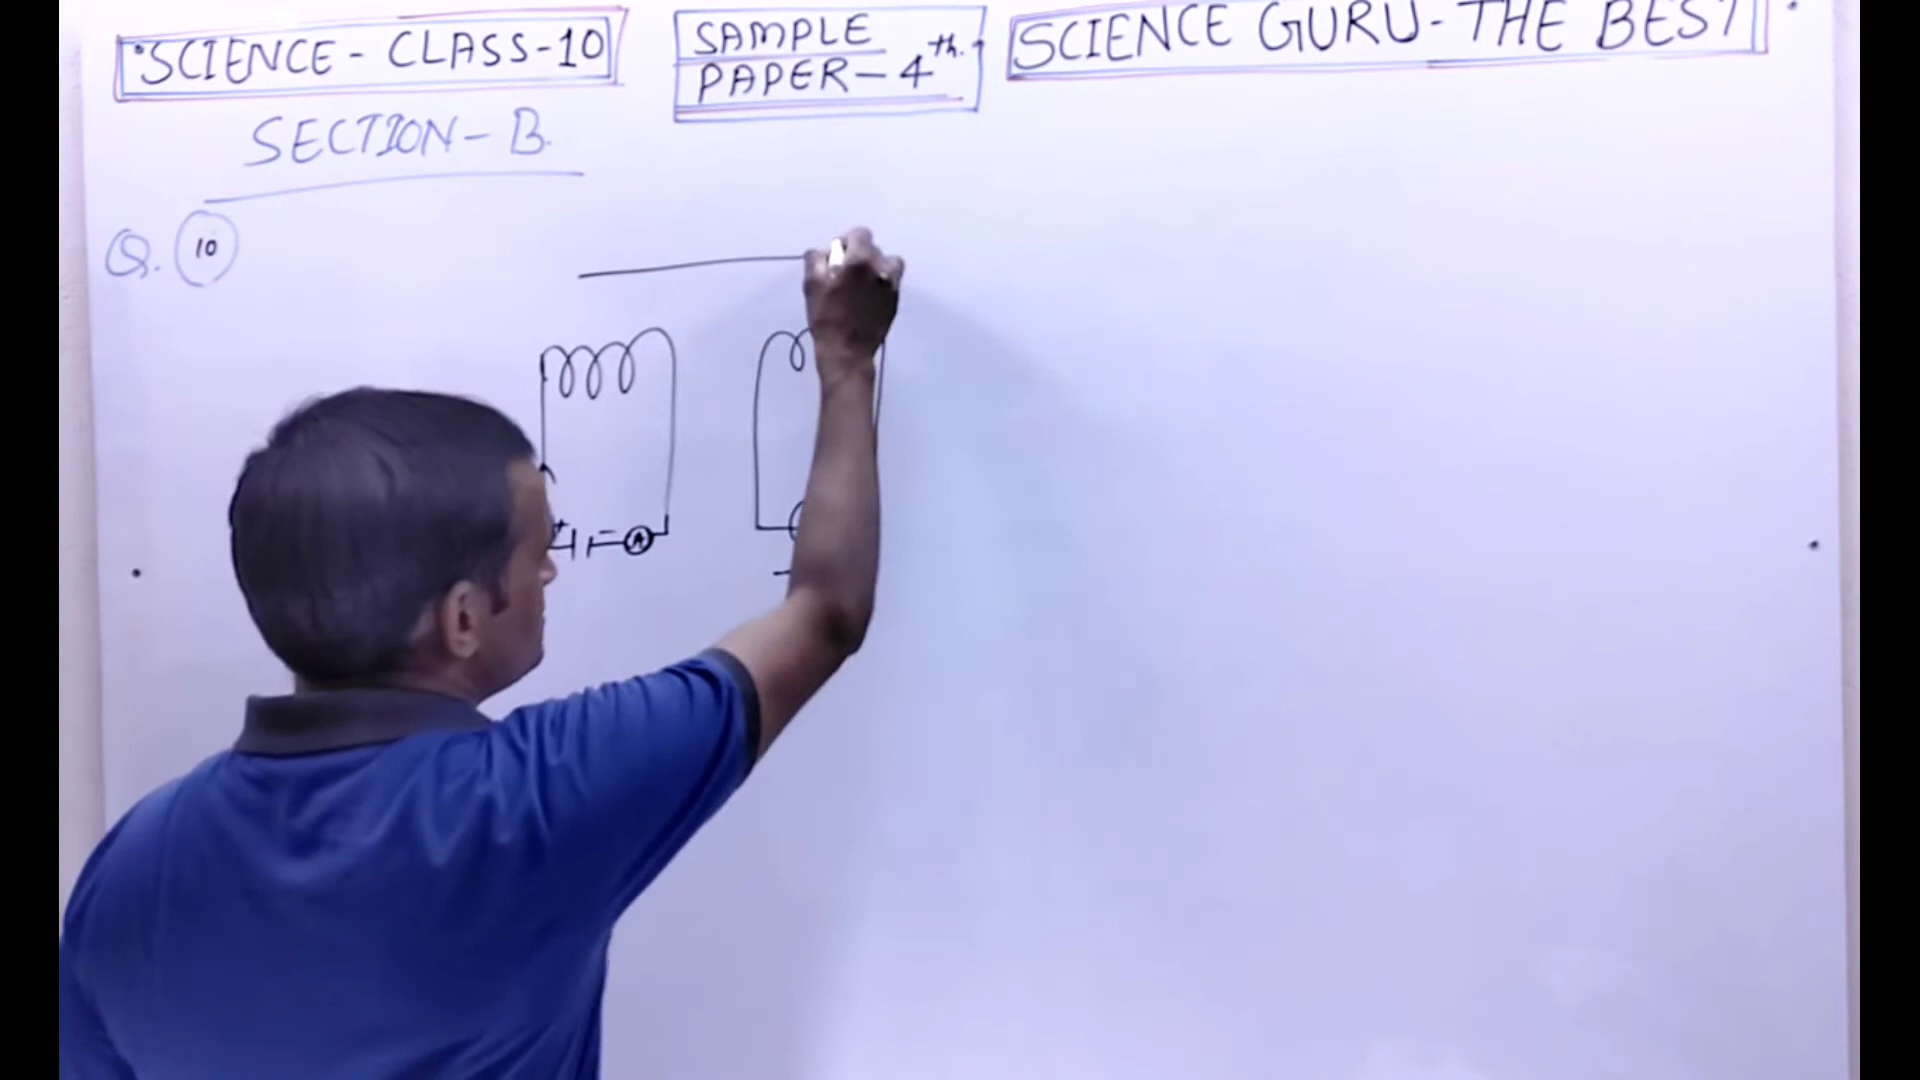 SCIENCE - CLASS-10
SAMPLE
PAPER - 4th.
SCIENCE GURU - THE BEST
SECTION - B.
Q. 10
+ -
A